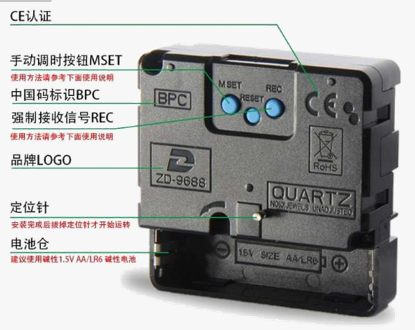 CE认证
手动调时按钮MSET
使用方法请参考下面使用说明
中国码标识BPC
强制接收信号REC
使用方法请参考下面使用说明
品牌LOGO
定位针
安装完成后拔掉定位针才开始运转
电池仓
建议使用碱性1.5V AA/LR6 碱性电池
M SET
REC
RESET
BPC
CE
RoHS
ZD-968S
QUARTZ
NO(0) JEWELS UNADJUSTED
1.5V SIZE AA/LR6